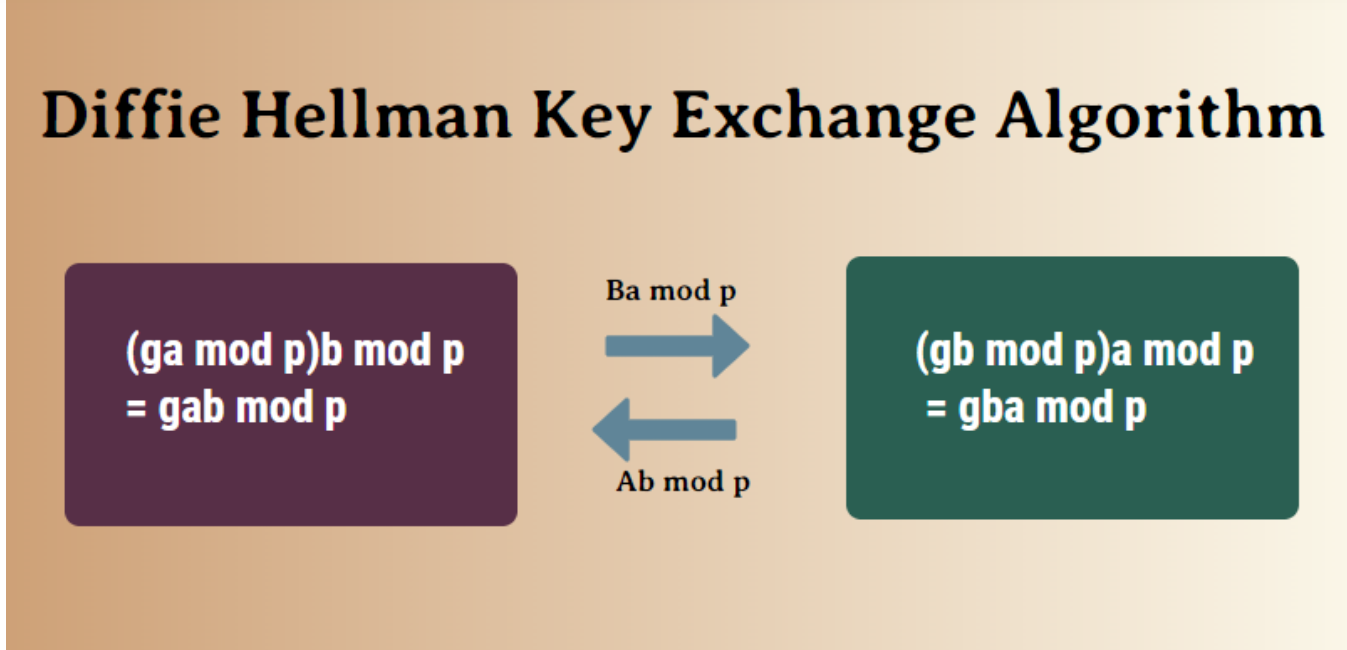 Diffie Hellman Key Exchange Algorithm
(ga mod p)b mod p
= gab mod p
Ba mod p
Ab mod p
(gb mod p)a mod p
= gba mod p